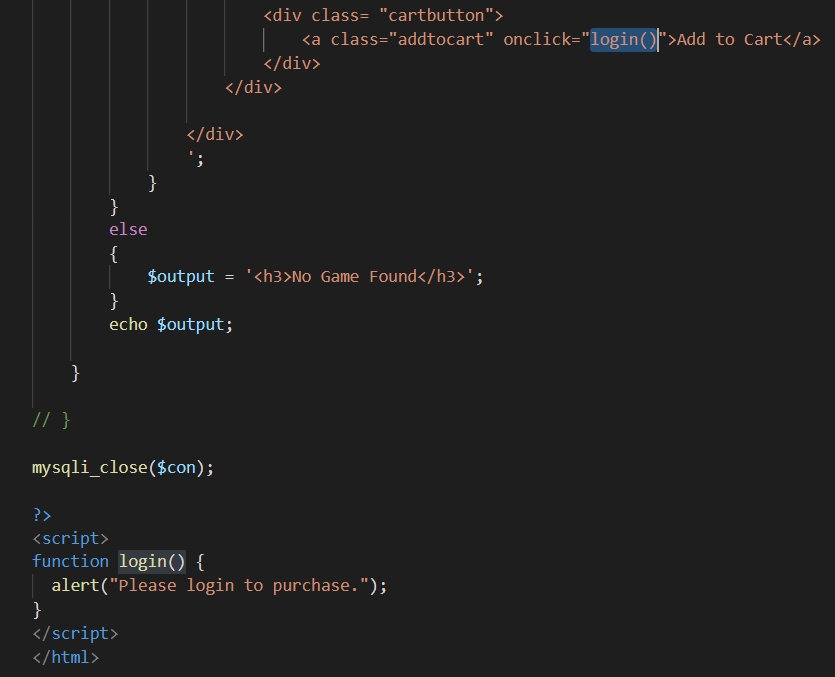 <div class= "cartbutton">
<a class="addtocart" onclick="login()">Add to Cart</a>
</div>
</div>
</div>
';
}
}
else
{
$output = '<h3>No Game Found</h3>';
}
echo $output;
}
// }
mysqli_close($con);
?>
<script>
function login() {
alert("Please login to purchase.");
}
</script>
</html>